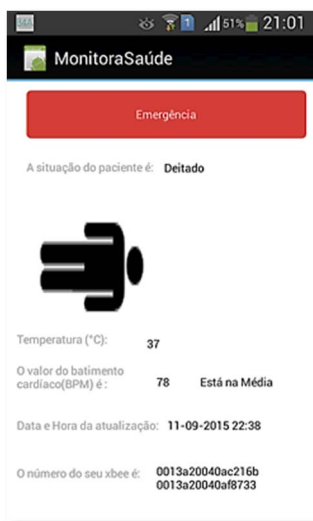 51% 21:01
MonitoraSaúde
Emergência
A situação do paciente é: Deitado
Temperatura (°C): 37
O valor do batimento
cardíaco(BPM) é : 78 Está na Média
Data e Hora da atualização: 11-09-2015 22:38
O número do seu xbee é: 0013a20040ac216b
0013a20040af8733